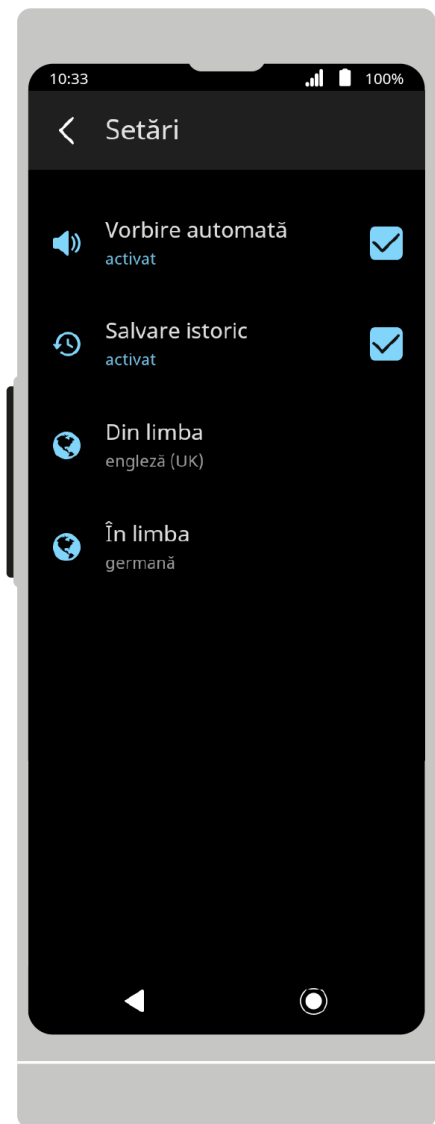 10:33
100%
Setări
Vorbire automată
activat
Salvare istoric
activat
Din limba
engleză (UK)
În limba
germană